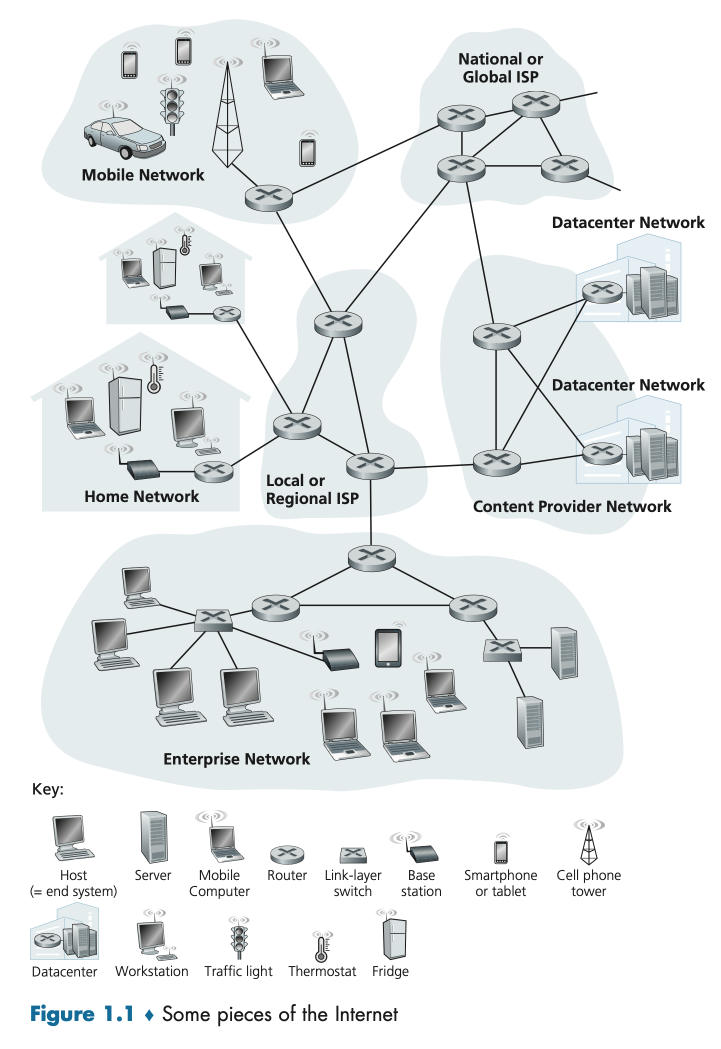 National or
Global ISP
Mobile Network
Datacenter Network
Datacenter Network
Home Network
Local or
Regional ISP
Content Provider Network
Enterprise Network
Key:
Host
(= end system)
Server
Mobile
Computer
Router
Link-layer
switch
Base
station
Smartphone
or tablet
Cell phone
tower
Datacenter
Workstation
Traffic light
Thermostat
Fridge
Figure 1.1 ♦ Some pieces of the Internet